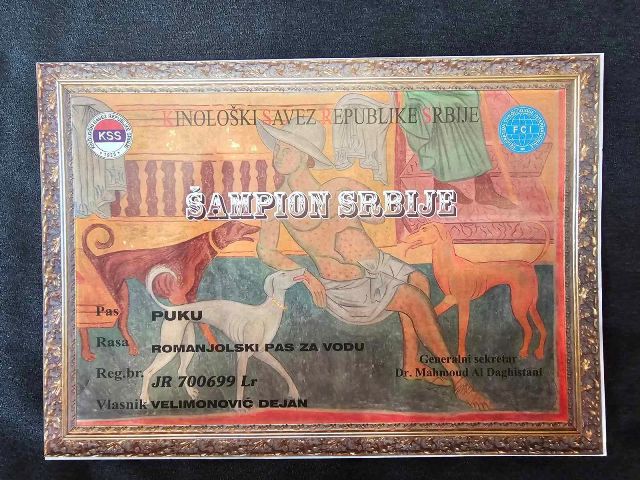 KINOLOŠKI SAVEZ REPUBLIKE SRBIJE
KSS
FCI
ŠAMPION SRBIJE
Pas PUKU
Rasa ROMANJOLSKI PAS ZA VODU
Reg.br. JR 700699 Lr
Vlasnik VELIMONOVIĆ DEJAN
Generalni sekretar
Dr. Mahmoud Al Daghistani